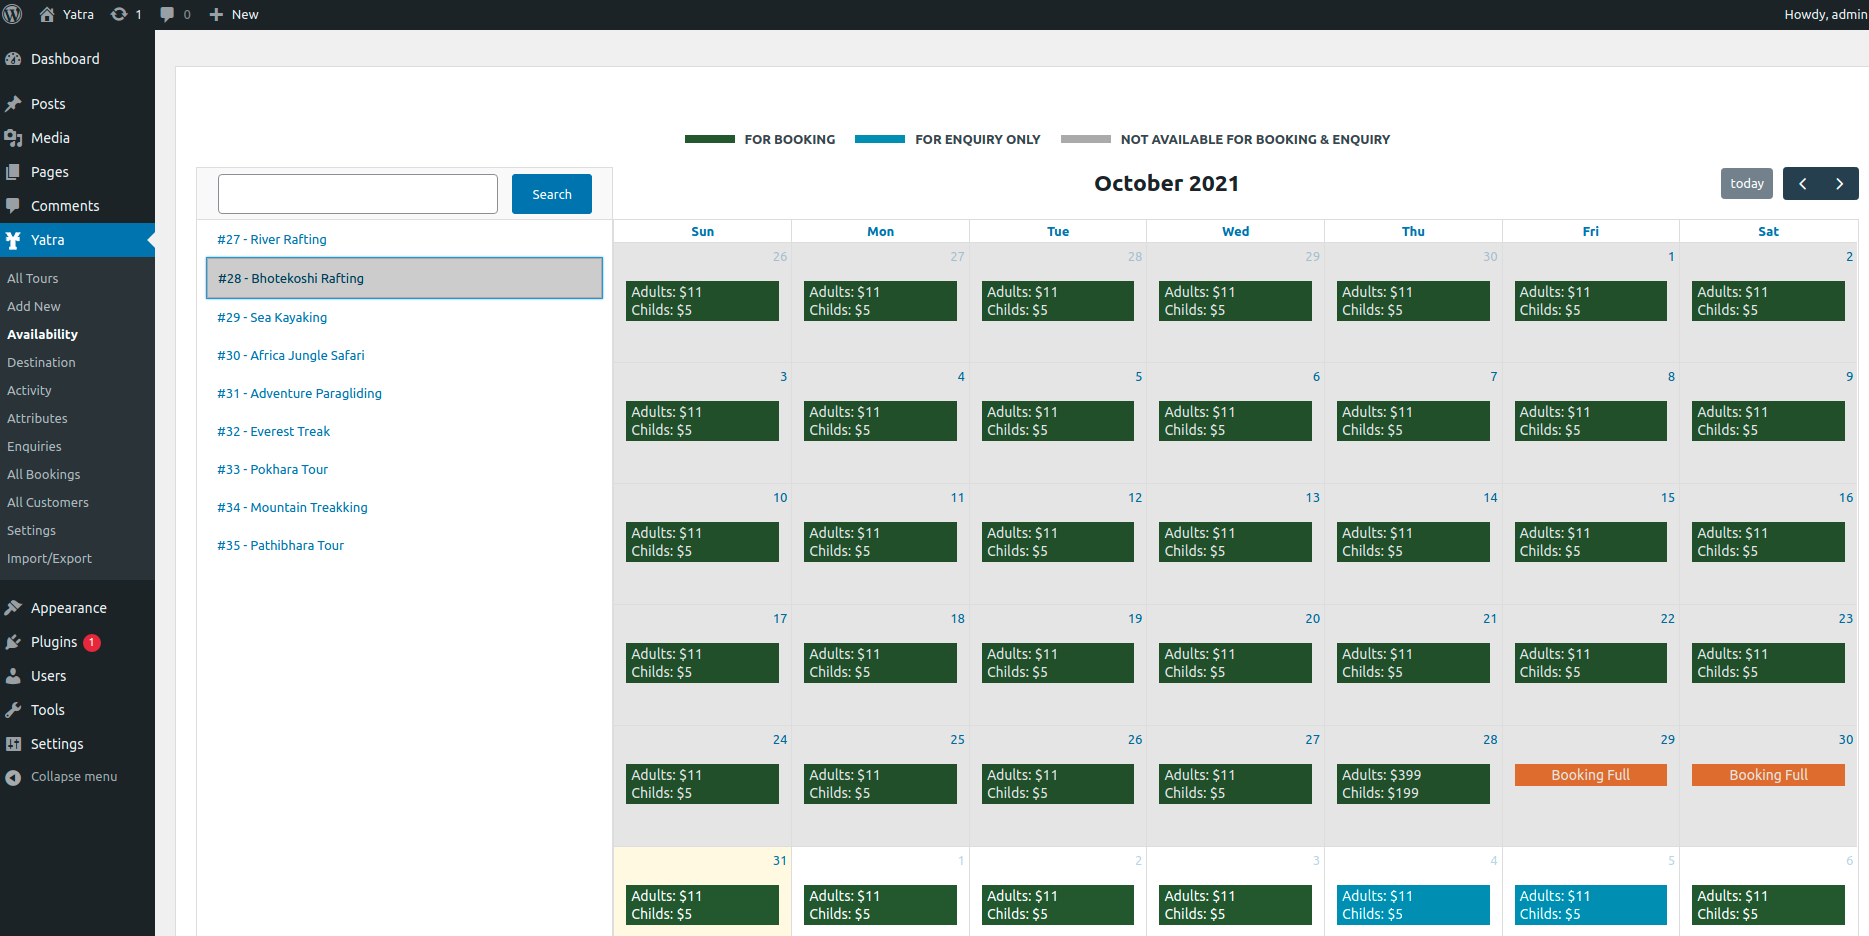 Yatra 1 0 New
Howdy, admin
Dashboard
Posts
Media
Pages
Comments
Yatra
All Tours
Add New
Availability
Destination
Activity
Attributes
Enquiries
All Bookings
All Customers
Settings
Import/Export
Appearance
Plugins 1
Users
Tools
Settings
Collapse menu
FOR BOOKING FOR ENQUIRY ONLY NOT AVAILABLE FOR BOOKING & ENQUIRY
Search
#27 - River Rafting
#28 - Bhotekoshi Rafting
#29 - Sea Kayaking
#30 - Africa Jungle Safari
#31 - Adventure Paragliding
#32 - Everest Treak
#33 - Pokhara Tour
#34 - Mountain Treakking
#35 - Pathibhara Tour
October 2021
today
Sun Mon Tue Wed Thu Fri Sat
26 27 28 29 30 1 2
Adults: $11 Adults: $11 Adults: $11 Adults: $11 Adults: $11 Adults: $11 Adults: $11
Childs: $5 Childs: $5 Childs: $5 Childs: $5 Childs: $5 Childs: $5 Childs: $5
3 4 5 6 7 8 9
Adults: $11 Adults: $11 Adults: $11 Adults: $11 Adults: $11 Adults: $11 Adults: $11
Childs: $5 Childs: $5 Childs: $5 Childs: $5 Childs: $5 Childs: $5 Childs: $5
10 11 12 13 14 15 16
Adults: $11 Adults: $11 Adults: $11 Adults: $11 Adults: $11 Adults: $11 Adults: $11
Childs: $5 Childs: $5 Childs: $5 Childs: $5 Childs: $5 Childs: $5 Childs: $5
17 18 19 20 21 22 23
Adults: $11 Adults: $11 Adults: $11 Adults: $11 Adults: $11 Adults: $11 Adults: $11
Childs: $5 Childs: $5 Childs: $5 Childs: $5 Childs: $5 Childs: $5 Childs: $5
24 25 26 27 28 29 30
Adults: $11 Adults: $11 Adults: $11 Adults: $11 Adults: $399 Booking Full Booking Full
Childs: $5 Childs: $5 Childs: $5 Childs: $5 Childs: $199
31 1 2 3 4 5 6
Adults: $11 Adults: $11 Adults: $11 Adults: $11 Adults: $11 Adults: $11 Adults: $11
Childs: $5 Childs: $5 Childs: $5 Childs: $5 Childs: $5 Childs: $5 Childs: $5